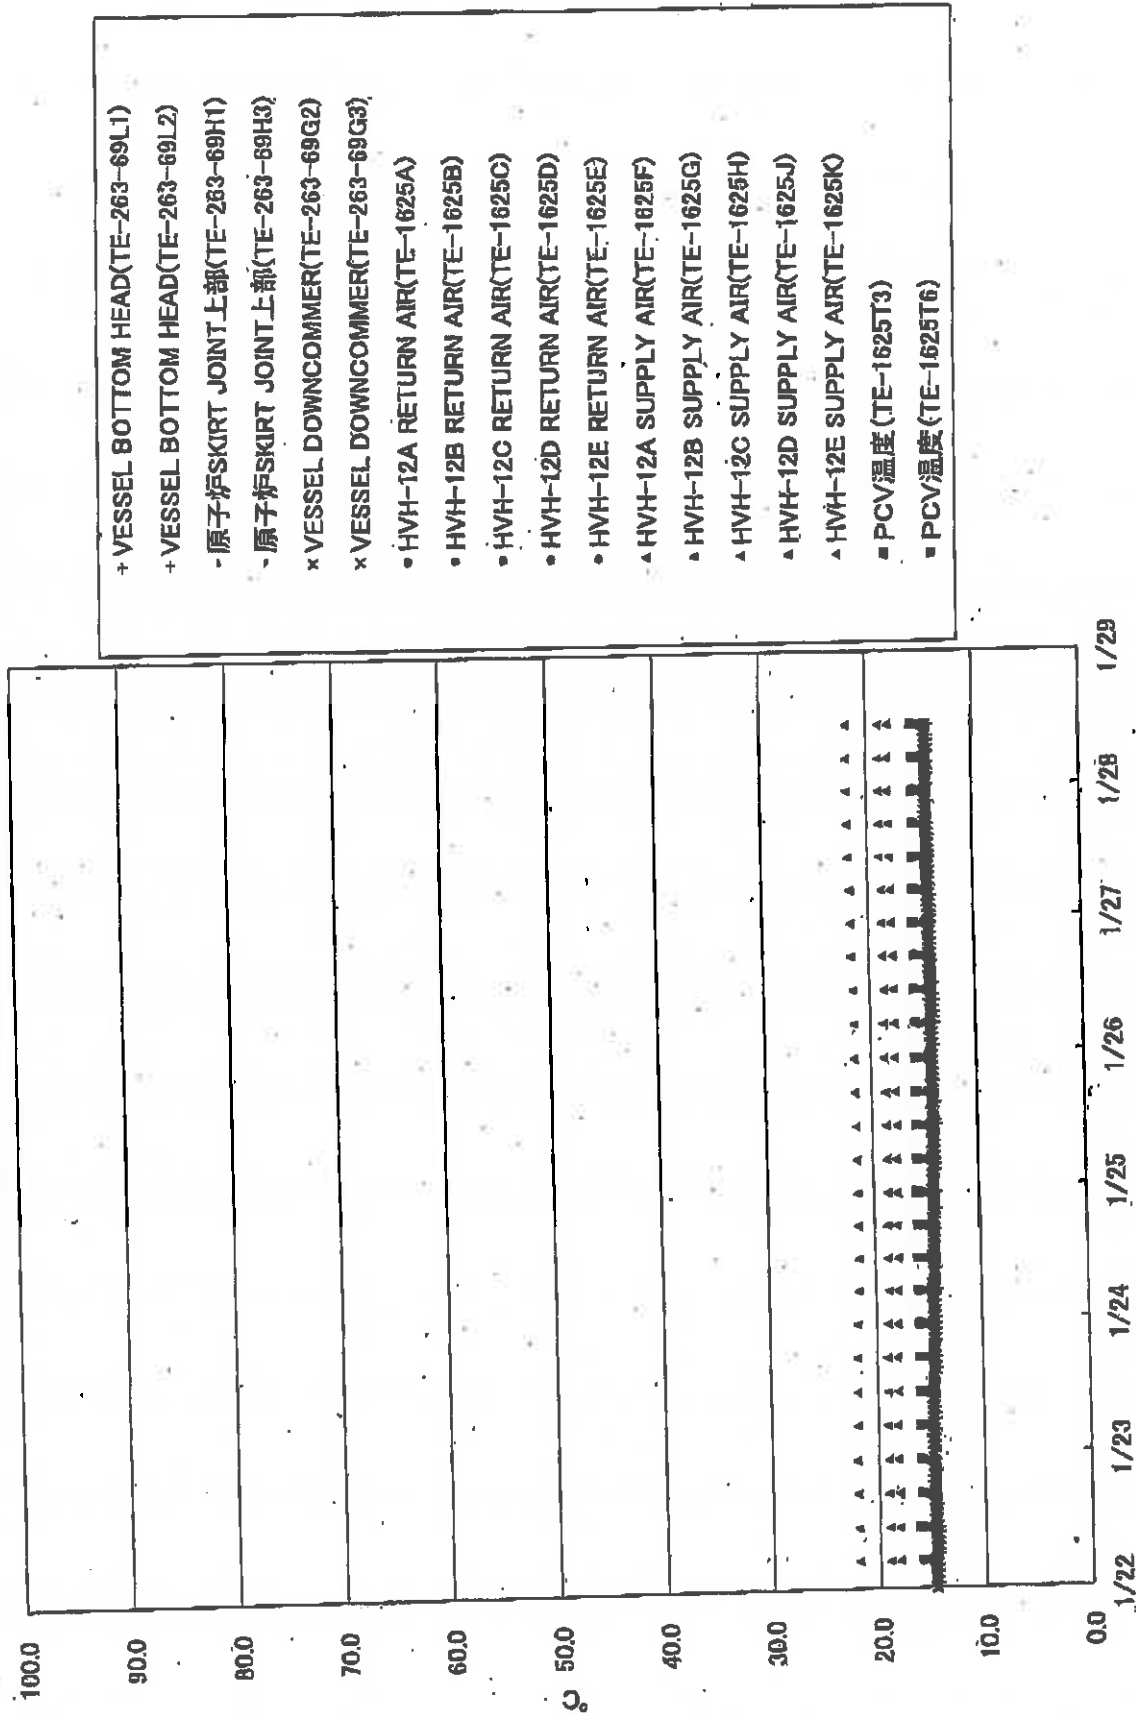 100.0
90.0
80.0
70.0
60.0
50.0
40.0
30.0
20.0
10.0
0.0
℃
1/22
1/23
1/24
1/25
1/26
1/27
1/28
1/29
+ VESSEL BOTTOM HEAD(TE-263-69L1)
+ VESSEL BOTTOM HEAD(TE-263-69L2)
- 原子炉SKIRT JOINT上部(TE-263-69H1)
- 原子炉SKIRT JOINT上部(TE-263-69H3)
× VESSEL DOWNCOMMER(TE-263-69G2)
× VESSEL DOWNCOMMER(TE-263-69G3)
● HVH-12A RETURN AIR(TE-1625A)
● HVH-12B RETURN AIR(TE-1625B)
● HVH-12C RETURN AIR(TE-1625C)
● HVH-12D RETURN AIR(TE-1625D)
● HVH-12E RETURN AIR(TE-1625E)
▲ HVH-12A SUPPLY AIR(TE-1625F)
▲ HVH-12B SUPPLY AIR(TE-1625G)
▲ HVH-12C SUPPLY AIR(TE-1625H)
▲ HVH-12D SUPPLY AIR(TE-1625J)
▲ HVH-12E SUPPLY AIR(TE-1625K)
■ PCV温度(TE-1625T3)
■ PCV温度(TE-1625T6)